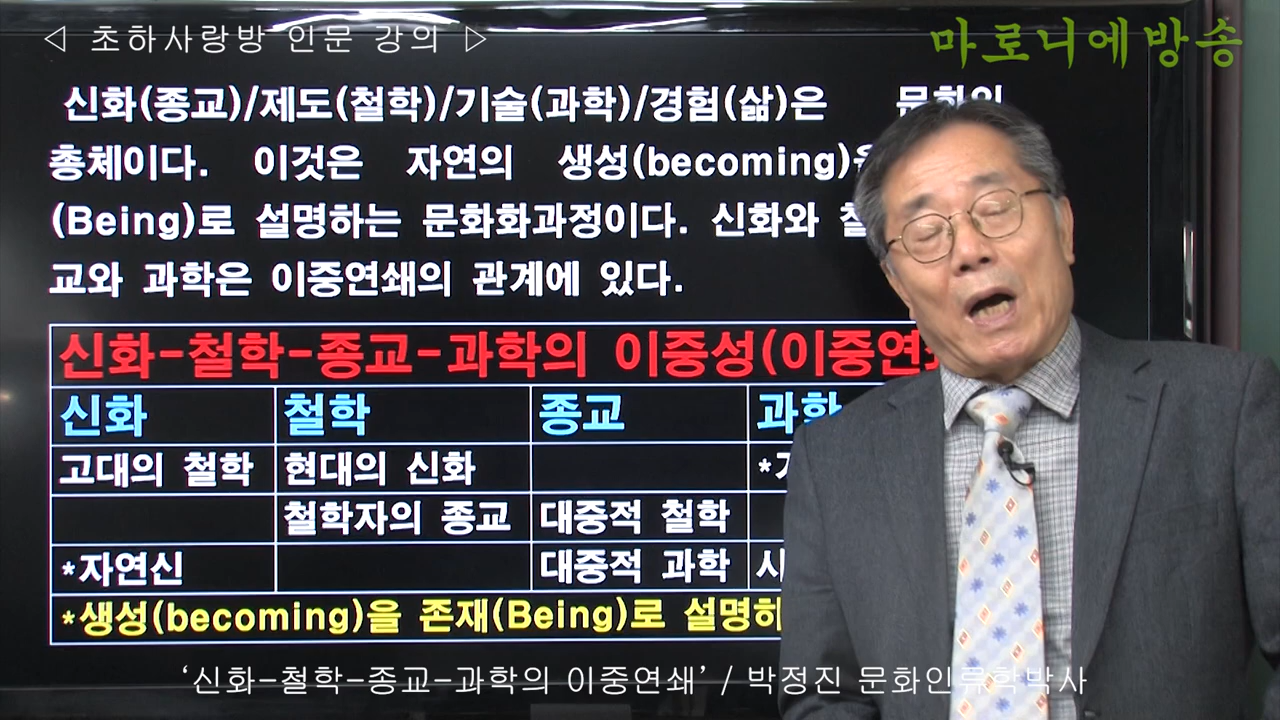 ◁ 초하사랑방 인문 강의 ▷
마로니에방송
신화(종교)/제도(철학)/기술(과학)/경험(삶)은
총체이다. 이것은 자연의 생성(becoming)을
(Being)로 설명하는 문화화과정이다. 신화와
교와 과학은 이중연쇄의 관계에 있다.
신화-철학-종교-과학의 이중성(이중연
신화 철학 종교 과학
고대의 철학 현대의 신화
철학자의 종교 대중적 철학
*자연신 대중적 과학
*생성(becoming)을 존재(Being)로 설명하
‘신화-철학-종교-과학의 이중연쇄’ / 박정진 문화인류학박사